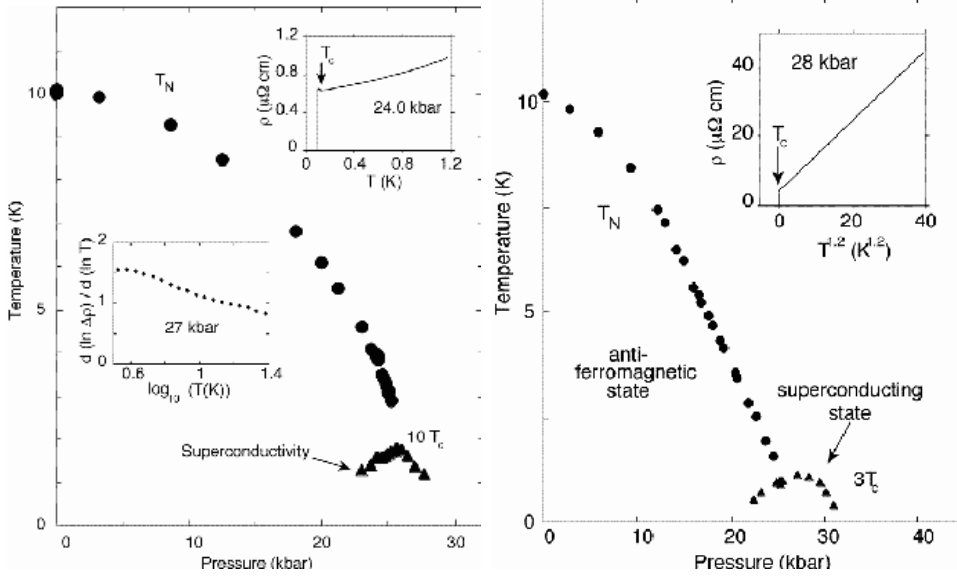 1.2
0.8
0.4
0
ρ (μΩ cm)
T_c
24.0 kbar
0 0.4 0.8 1.2
T (K)
10
5
0
Temperature (K)
T_N
2
1
0
d (ln Δρ) / d (ln T)
27 kbar
0.6 1 1.4
log₁₀ (T(K))
Superconductivity
10 T_c
0 10 20 30
Pressure (kbar)
40
20
0
ρ (μΩ cm)
28 kbar
T_c
0 20 40
T^1.2 (K^1.2)
10
5
0
Temperature (K)
T_N
anti-
ferromagnetic
state
superconducting
state
3T_c
0 10 20 30 40
Pressure (kbar)